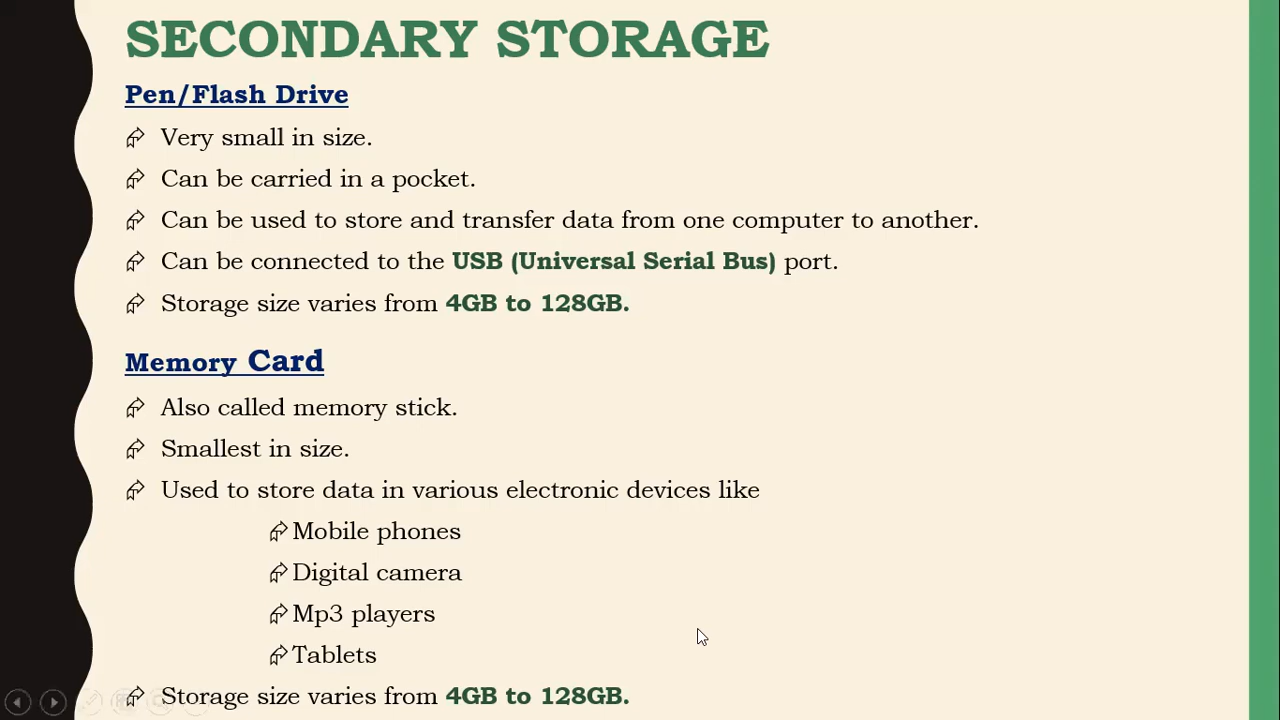 SECONDARY STORAGE
Pen/Flash Drive
Very small in size.
Can be carried in a pocket.
Can be used to store and transfer data from one computer to another.
Can be connected to the USB (Universal Serial Bus) port.
Storage size varies from 4GB to 128GB.
Memory Card
Also called memory stick.
Smallest in size.
Used to store data in various electronic devices like
Mobile phones
Digital camera
Mp3 players
Tablets
Storage size varies from 4GB to 128GB.